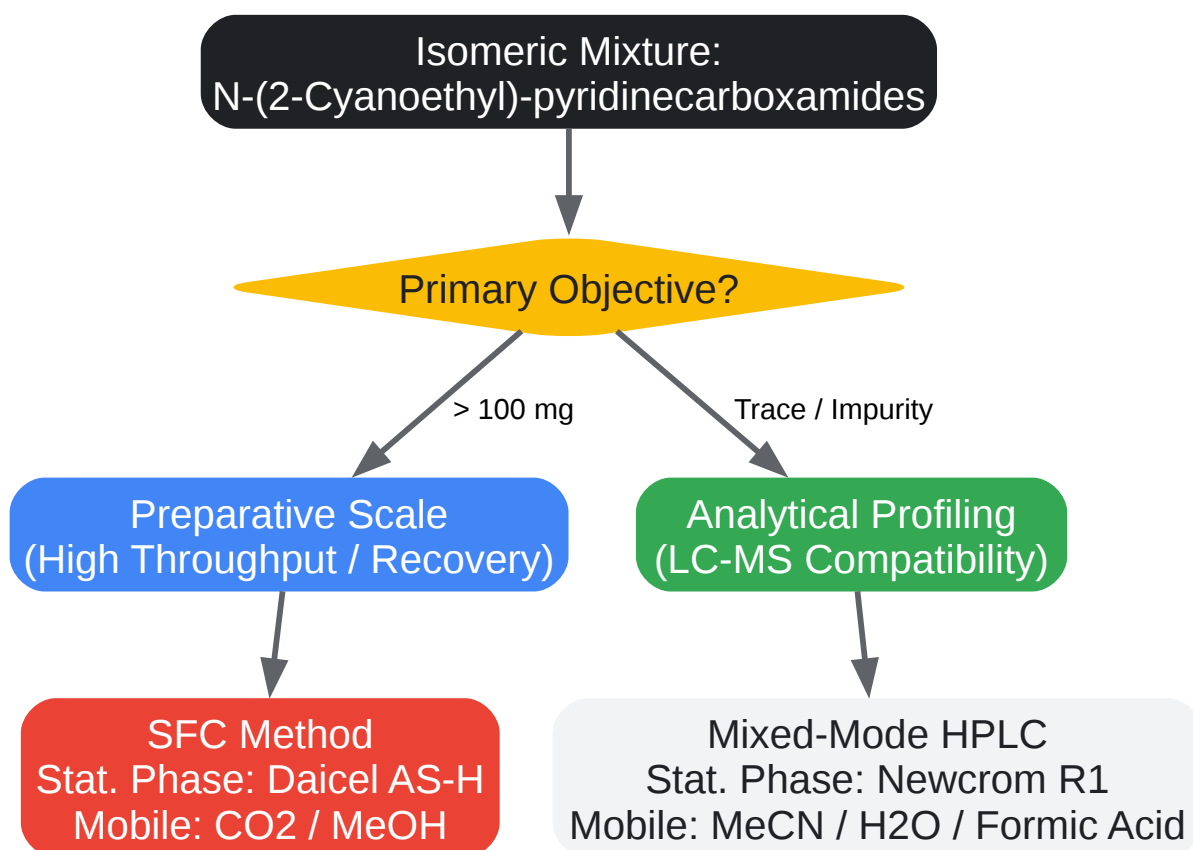 Isomeric Mixture:
N-(2-Cyanoethyl)-pyridinecarboxamides
Primary Objective?
> 100 mg
Trace / Impurity
Preparative Scale
(High Throughput / Recovery)
Analytical Profiling
(LC-MS Compatibility)
SFC Method
Stat. Phase: Daicel AS-H
Mobile: CO2 / MeOH
Mixed-Mode HPLC
Stat. Phase: Newcrom R1
Mobile: MeCN / H2O / Formic Acid